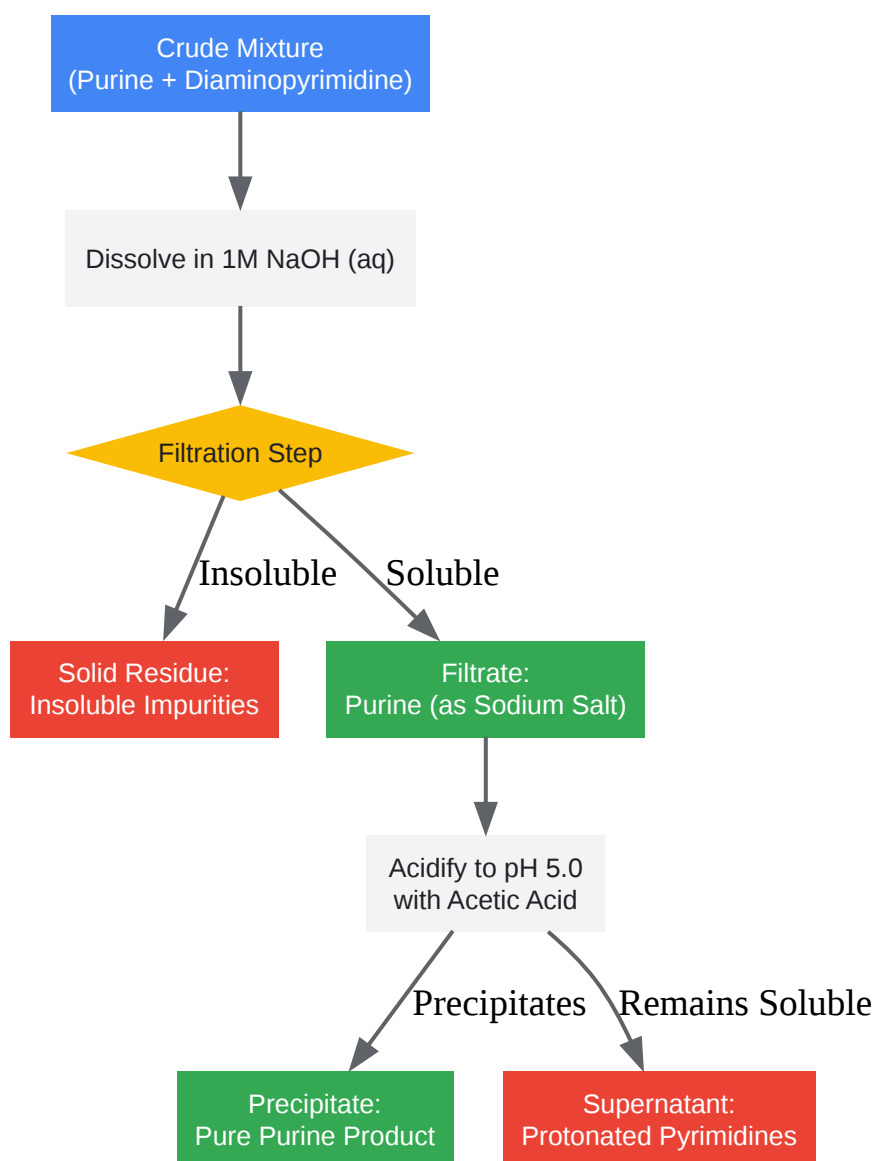 Crude Mixture
(Purine + Diaminopyrimidine)
Dissolve in 1M NaOH (aq)
Filtration Step
Insoluble
Soluble
Solid Residue:
Insoluble Impurities
Filtrate:
Purine (as Sodium Salt)
Acidify to pH 5.0
with Acetic Acid
Precipitates
Remains Soluble
Precipitate:
Pure Purine Product
Supernatant:
Protonated Pyrimidines